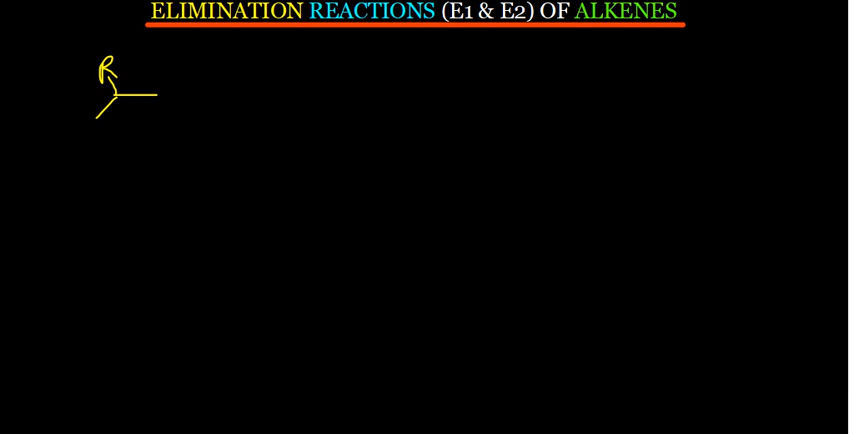 ELIMINATION REACTIONS (E1 & E2) OF ALKENES
R